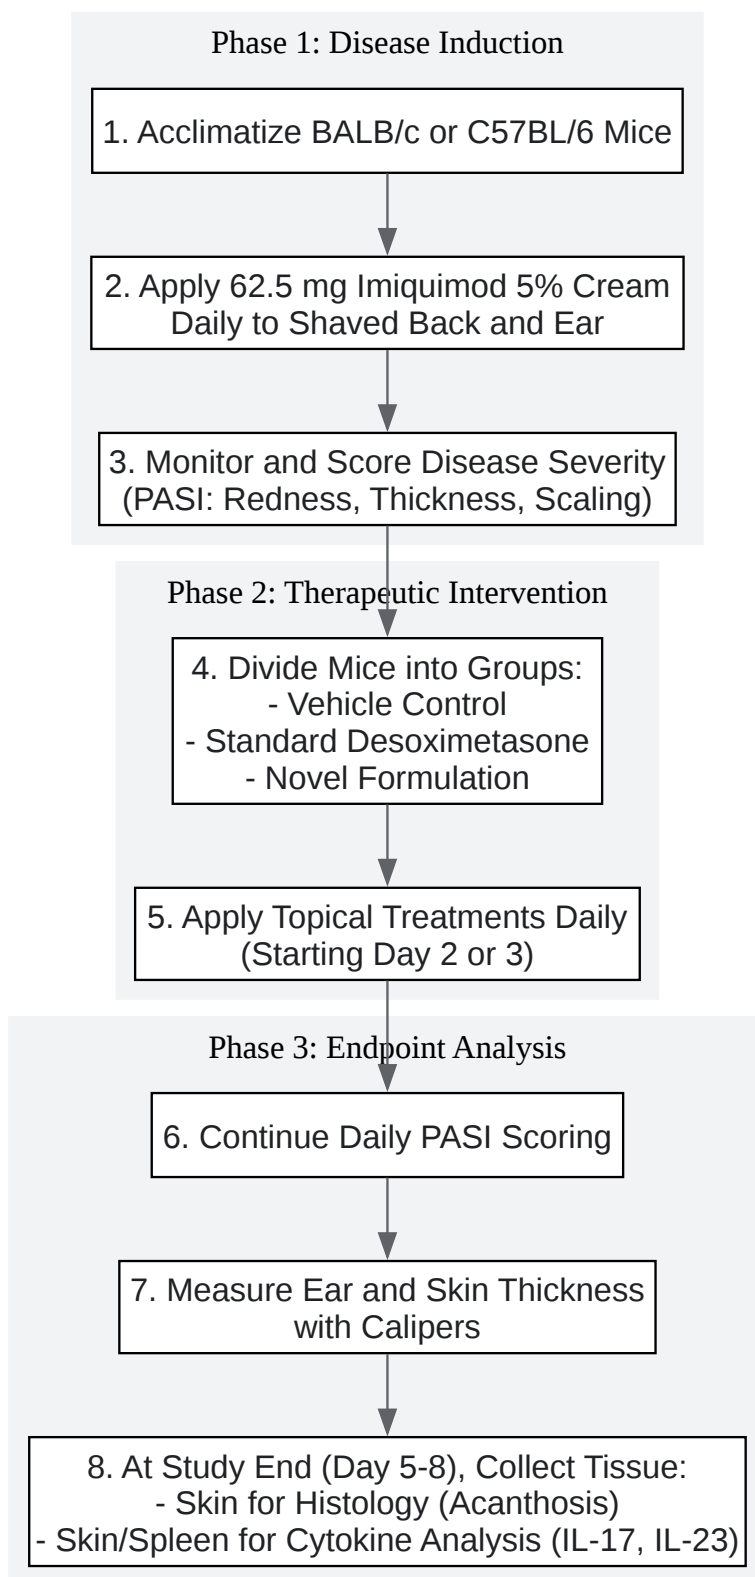 Phase 1: Disease Induction
1. Acclimatize BALB/c or C57BL/6 Mice
2. Apply 62.5 mg Imiquimod 5% Cream
Daily to Shaved Back and Ear
3. Monitor and Score Disease Severity
(PASI: Redness, Thickness, Scaling)
Phase 2: Therapeutic Intervention
4. Divide Mice into Groups:
- Vehicle Control
- Standard Desoximetasone
- Novel Formulation
5. Apply Topical Treatments Daily
(Starting Day 2 or 3)
Phase 3: Endpoint Analysis
6. Continue Daily PASI Scoring
7. Measure Ear and Skin Thickness
with Calipers
8. At Study End (Day 5-8), Collect Tissue:
- Skin for Histology (Acanthosis)
- Skin/Spleen for Cytokine Analysis (IL-17, IL-23)